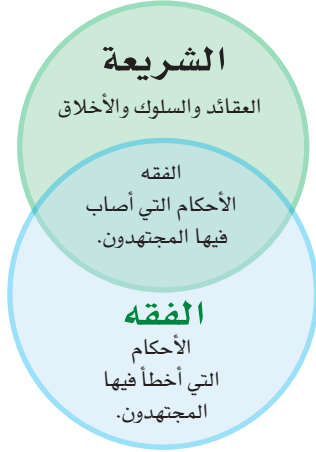 الشريعة
العقائد والسلوك والأخلاق
الفقه
الأحكام التي أصاب
فيها المجتهدون.
الفقه
الأحكام
التي أخطأ فيها
المجتهدون.